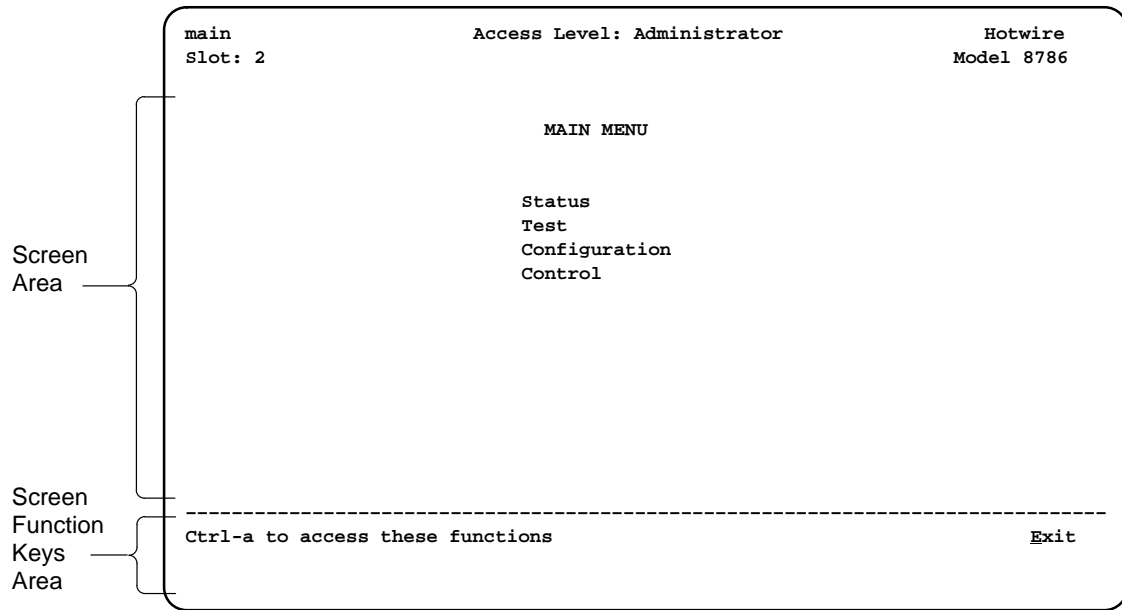 main Access Level: Administrator Hotwire
Slot: 2 Model 8786
MAIN MENU
Status
Test
Configuration
Control
Screen
Area
Screen
Function
Keys
Area
Ctrl-a to access these functions Exit